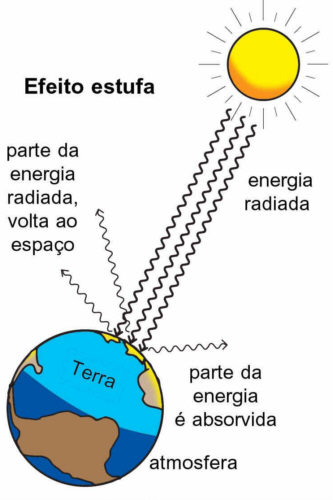 Efeito estufa
parte da
energia
radiada,
volta ao
espaço
energia
radiada
Terra
parte da
energia
é absorvida
atmosfera